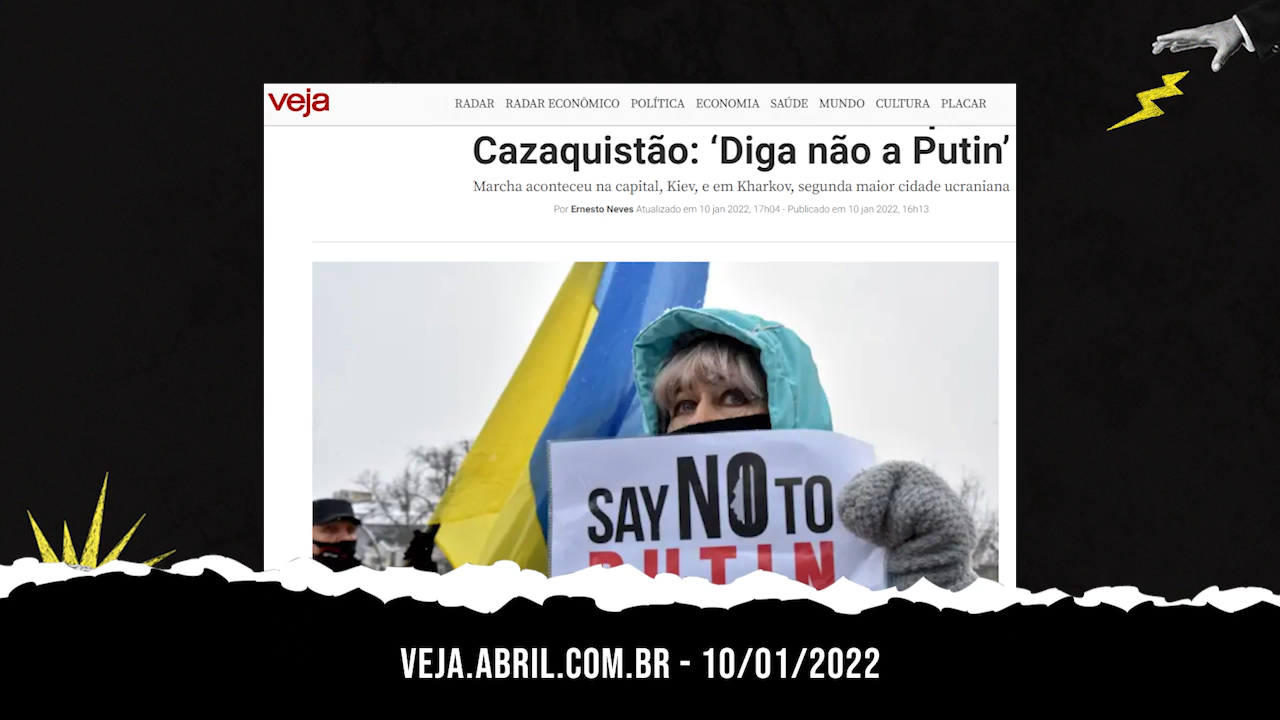 veja
RADAR RADAR ECONÔMICO POLÍTICA ECONOMIA SAÚDE MUNDO CULTURA PLACAR
Cazaquistão: ‘Diga não a Putin’
Marcha aconteceu na capital, Kiev, e em Kharkov, segunda maior cidade ucraniana
Por Ernesto Neves Atualizado em 10 jan 2022, 17h04 - Publicado em 10 jan 2022, 16h13
SAY NO TO
PUTIN
VEJA.ABRIL.COM.BR - 10/01/2022